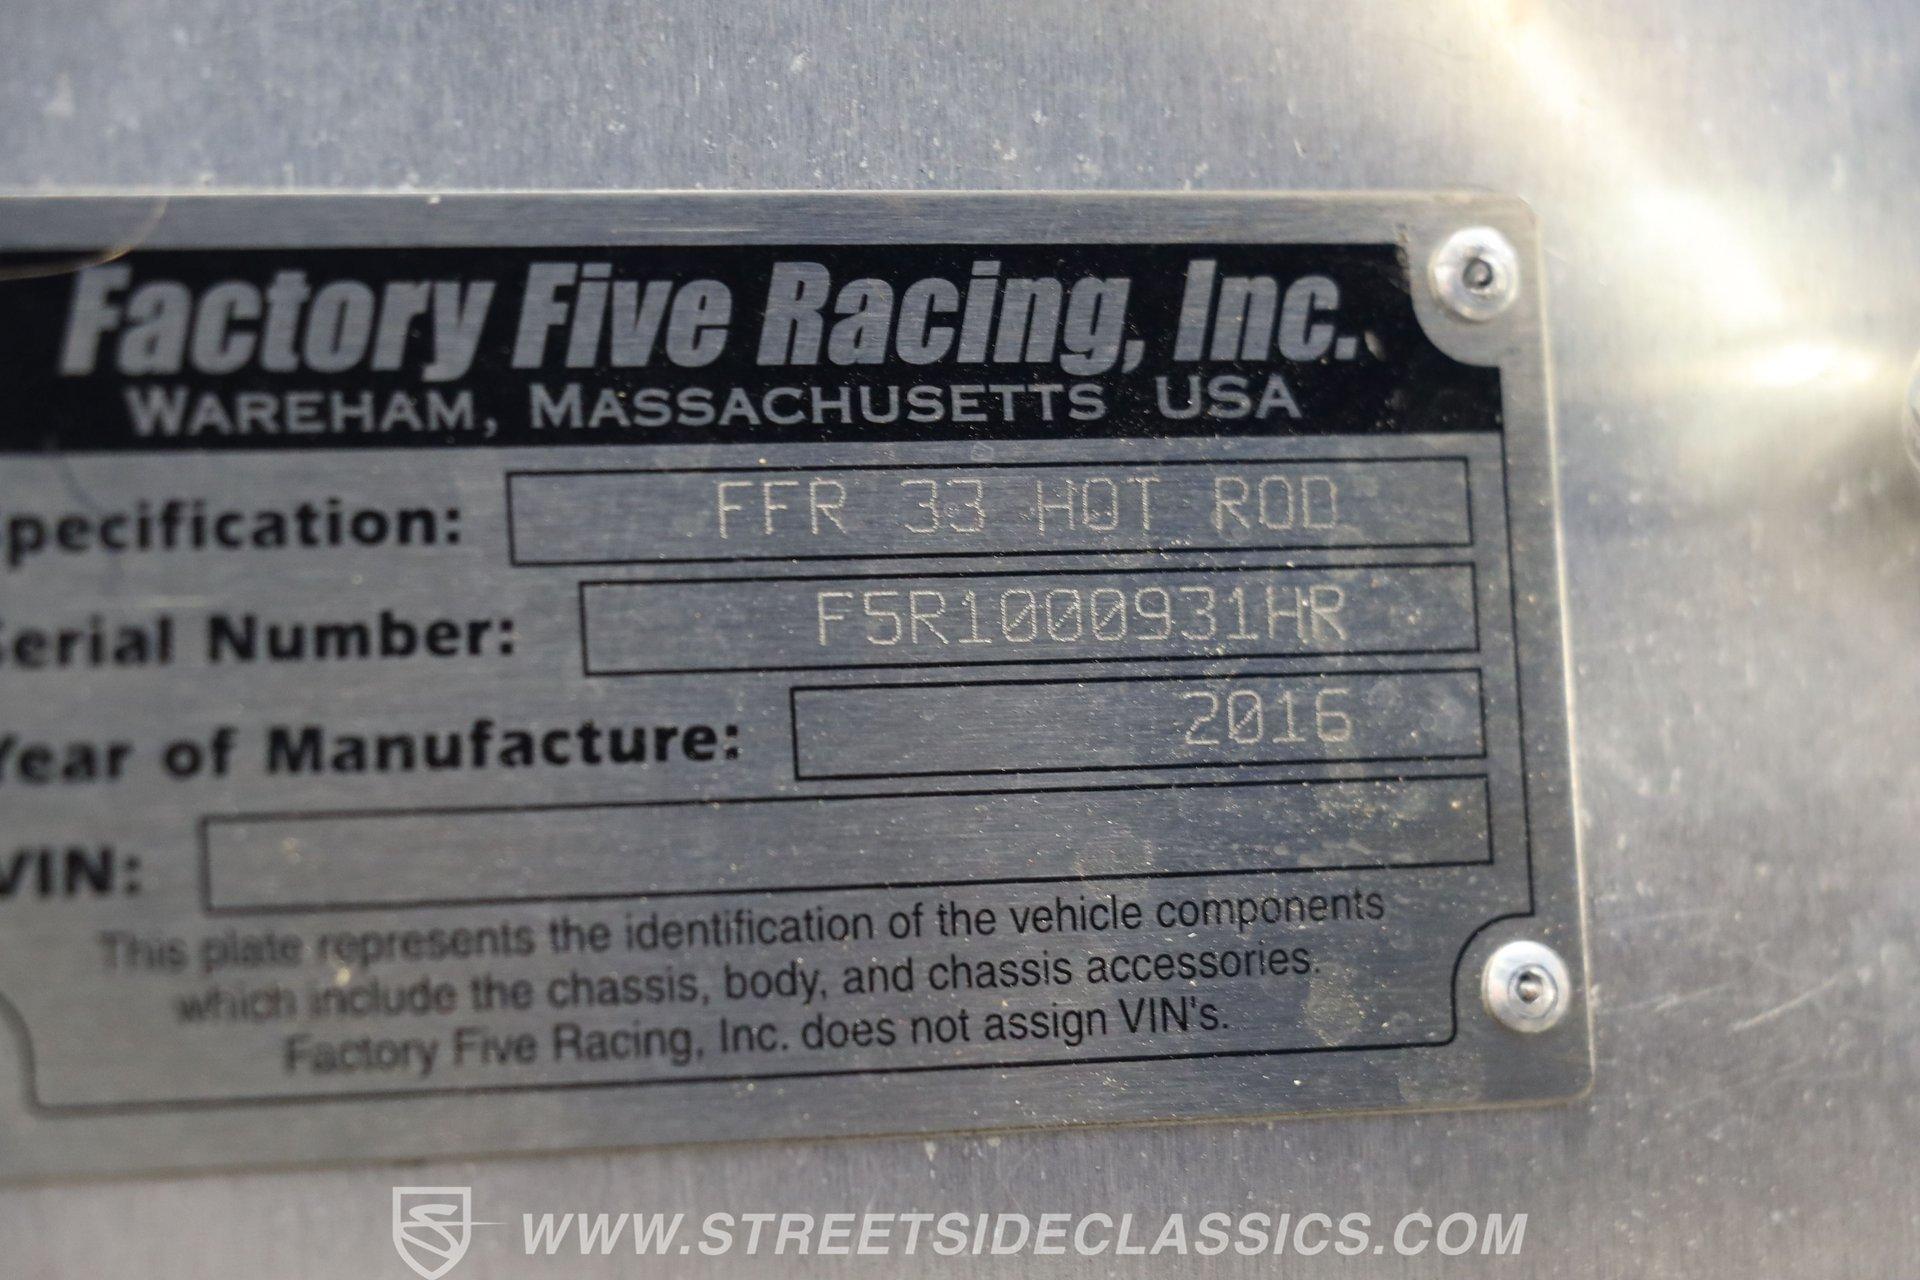 Factory Five Racing, Inc.
WAREHAM, MASSACHUSETTS USA
pecification: FFR 33 HOT ROD
Serial Number: F5R1000931HR
Year of Manufacture: 2016
VIN:
This plate represents the identification of the vehicle components
which include the chassis, body, and chassis accessories.
Factory Five Racing, Inc. does not assign VIN's.
WWW.STREETSIDECLASSICS.COM